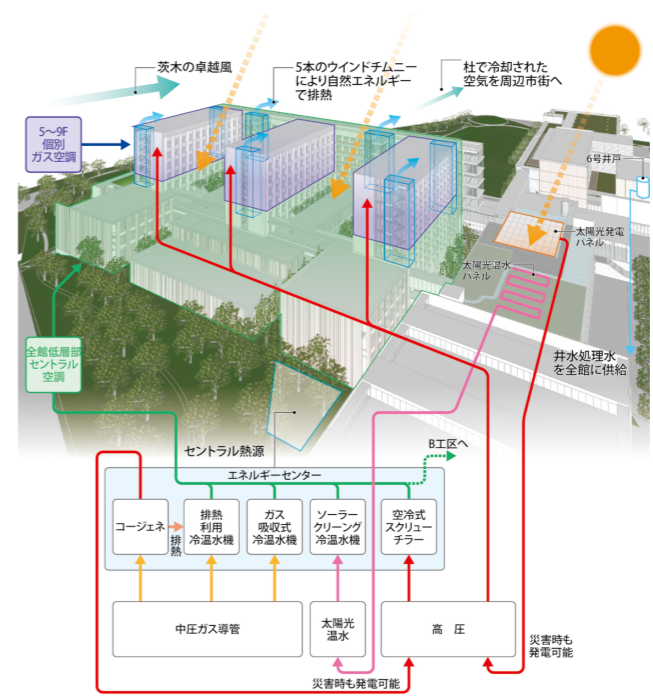 茨木の卓越風
5本のウインドチムニー
により自然エネルギー
で排熱
杜で冷却された
空気を周辺市街へ
5〜9F
個別
ガス空調
6号井戸
太陽光発電
パネル
太陽光温水
パネル
井水処理水
を全館に供給
全館低層部
セントラル
空調
セントラル熱源
B工区へ
エネルギーセンター
コージェネ
排熱
排熱
利用
冷温水機
ガス
吸収式
冷温水機
ソーラー
クリーング
冷温水機
空冷式
スクリュー
チラー
中圧ガス導管
太陽光
温水
高　圧
災害時も
発電可能
災害時も発電可能